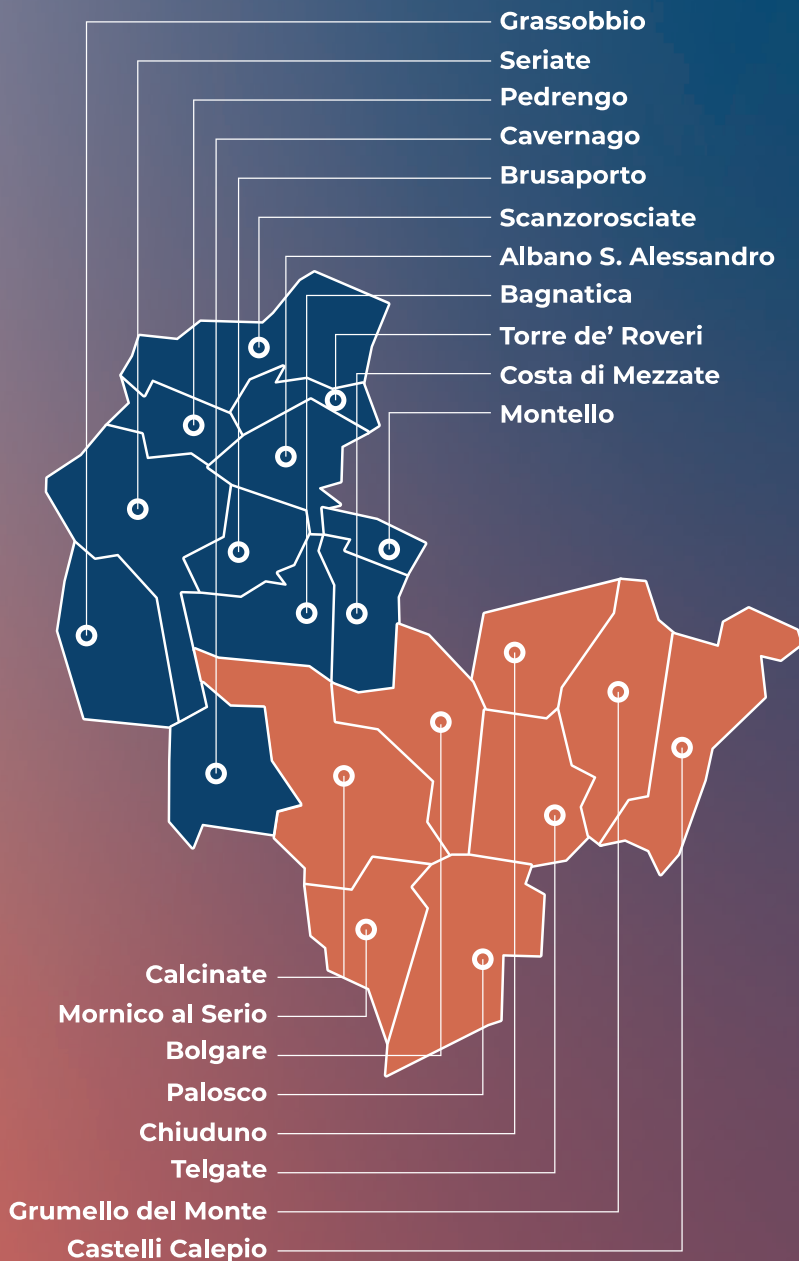 Grassobbio
Seriate
Pedrengo
Cavernago
Brusaporto
Scanzorosciate
Albano S. Alessandro
Bagnatica
Torre de’ Roveri
Costa di Mezzate
Montello
Calcinate
Mornico al Serio
Bolgare
Palosco
Chiuduno
Telgate
Grumello del Monte
Castelli Calepio